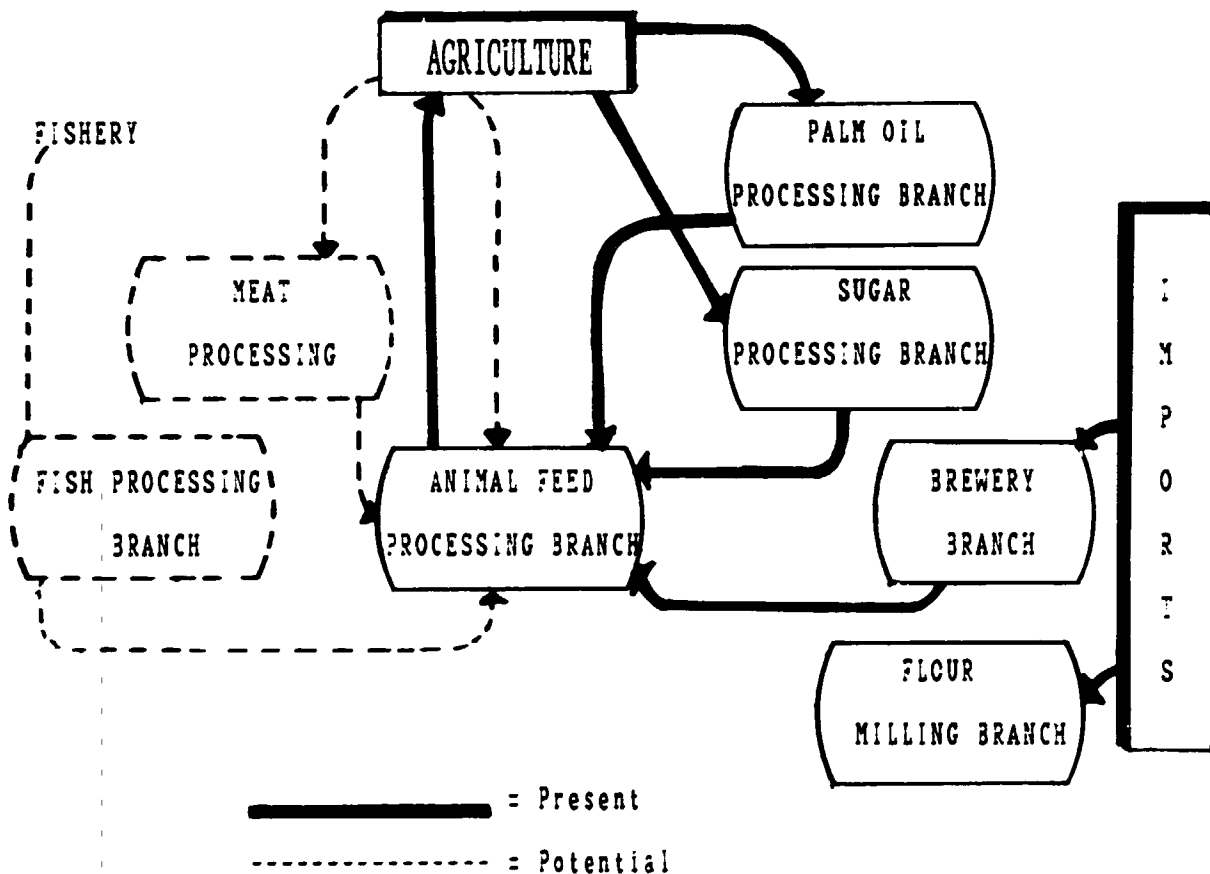 AGRICULTURE
FISHERY
PALM OIL
PROCESSING BRANCH
MEAT
PROCESSING
SUGAR
PROCESSING BRANCH
FISH PROCESSING
BRANCH
ANIMAL FEED
PROCESSING BRANCH
BREWERY
BRANCH
FLOUR
MILLING BRANCH
I
M
P
O
R
T
S
= Present
= Potential